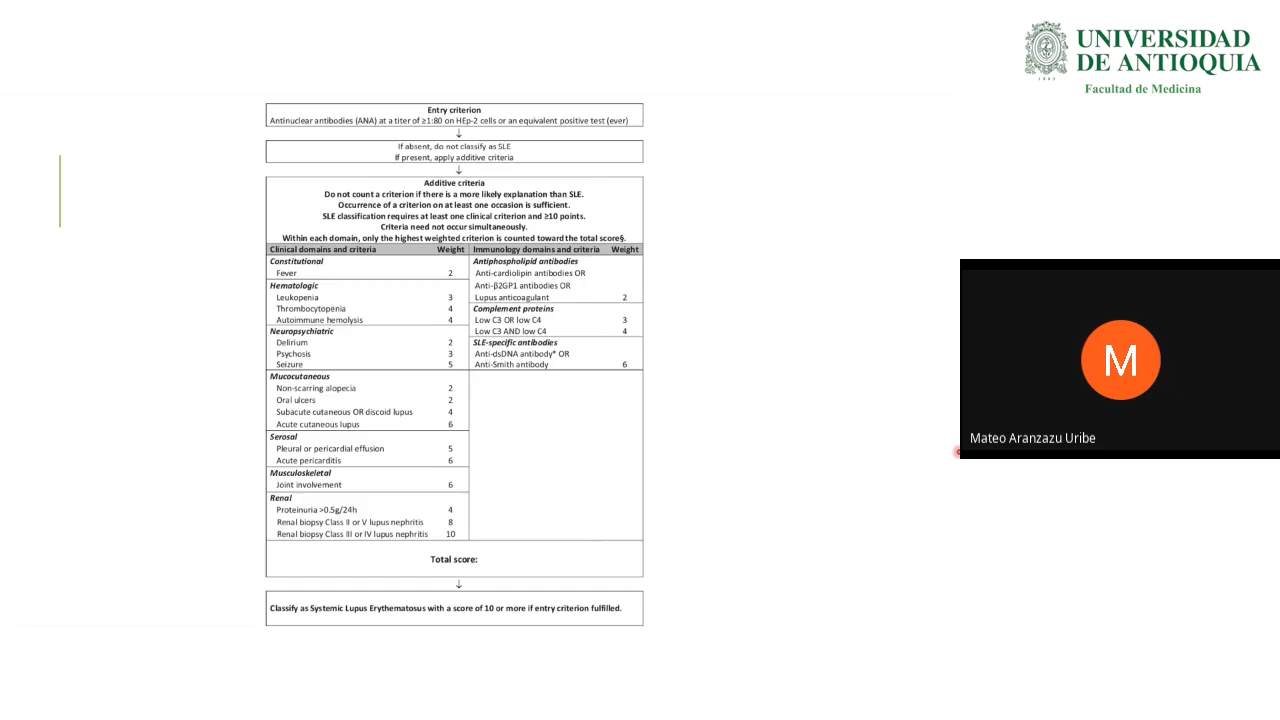 UNIVERSIDAD
DE ANTIOQUIA
1803
Facultad de Medicina
Entry criterion
Antinuclear antibodies (ANA) at a titer of ≥1:80 on HEp-2 cells or an equivalent positive test (ever)
↓
If absent, do not classify as SLE
If present, apply additive criteria
↓
Additive criteria
Do not count a criterion if there is a more likely explanation than SLE.
Occurrence of a criterion on at least one occasion is sufficient.
SLE classification requires at least one clinical criterion and ≥10 points.
Criteria need not occur simultaneously.
Within each domain, only the highest weighted criterion is counted toward the total score§.
Clinical domains and criteria Weight
Constitutional
Fever 2
Hematologic
Leukopenia 3
Thrombocytopenia 4
Autoimmune hemolysis 4
Neuropsychiatric
Delirium 2
Psychosis 3
Seizure 5
Mucocutaneous
Non-scarring alopecia 2
Oral ulcers 2
Subacute cutaneous OR discoid lupus 4
Acute cutaneous lupus 6
Serosal
Pleural or pericardial effusion 5
Acute pericarditis 6
Musculoskeletal
Joint involvement 6
Renal
Proteinuria >0.5g/24h 4
Renal biopsy Class II or V lupus nephritis 8
Renal biopsy Class III or IV lupus nephritis 10
Immunology domains and criteria Weight
Antiphospholipid antibodies
Anti-cardiolipin antibodies OR
Anti-β2GP1 antibodies OR
Lupus anticoagulant 2
Complement proteins
Low C3 OR low C4 3
Low C3 AND low C4 4
SLE-specific antibodies
Anti-dsDNA antibody* OR
Anti-Smith antibody 6
Total score:
↓
Classify as Systemic Lupus Erythematosus with a score of 10 or more if entry criterion fulfilled.
M
Mateo Aranzazu Uribe